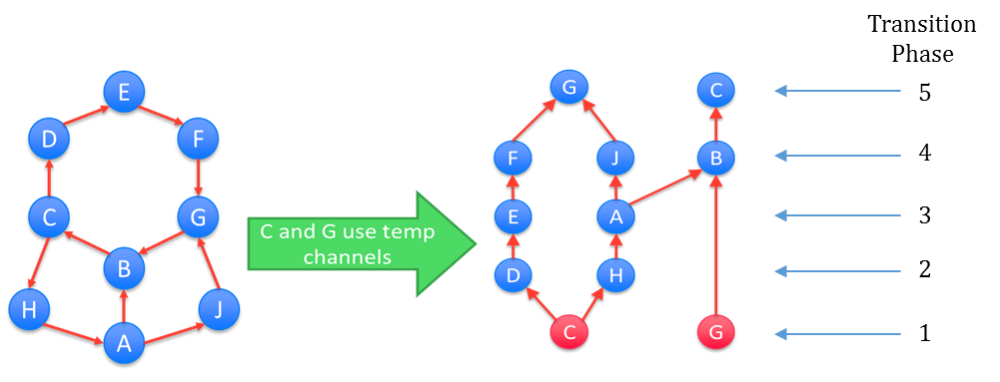 Transition
Phase
E
D
F
C
G
B
H
J
A
C and G use temp
channels
G
C
5
F
J
B
4
E
A
3
D
H
2
C
G
1